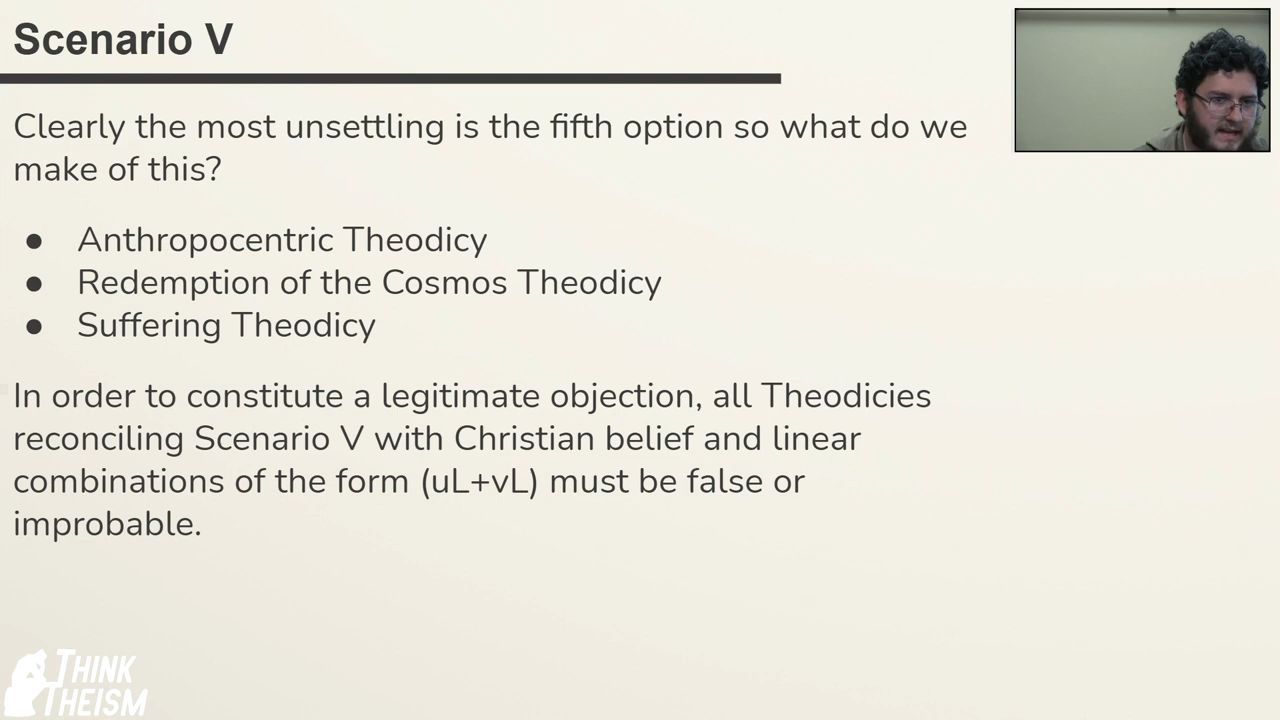 Scenario V
Clearly the most unsettling is the fifth option so what do we
make of this?
● Anthropocentric Theodicy
● Redemption of the Cosmos Theodicy
● Suffering Theodicy
In order to constitute a legitimate objection, all Theodicies
reconciling Scenario V with Christian belief and linear
combinations of the form (uL+vL) must be false or
improbable.
THINK
THEISM